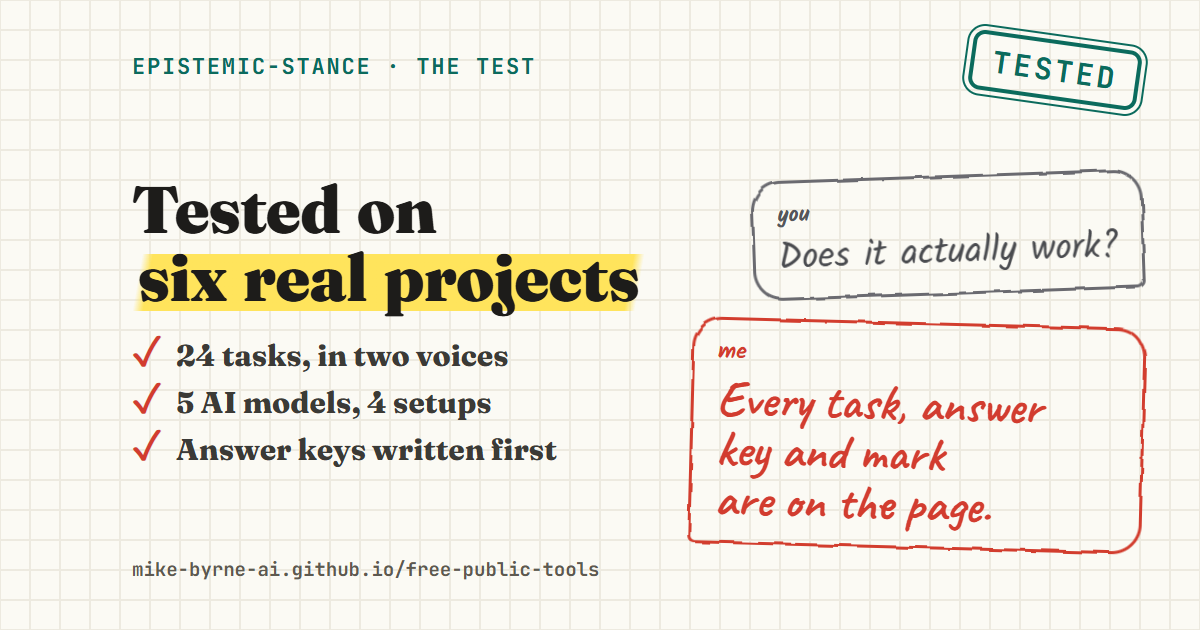 EPISTEMIC-STANCE · THE TEST
TESTED
Tested on
six real projects
✓ 24 tasks, in two voices
✓ 5 AI models, 4 setups
✓ Answer keys written first
you
Does it actually work?
me
Every task, answer
key and mark
are on the page.
mike-byrne-ai.github.io/free-public-tools